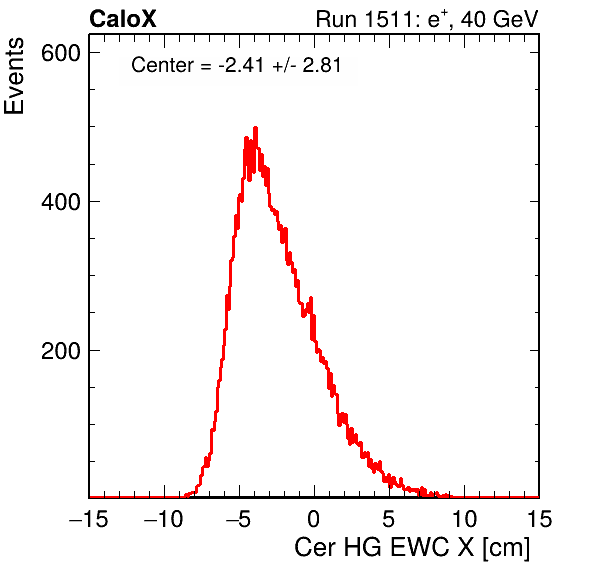 CaloX
Run 1511: e+, 40 GeV
Events
Center = -2.41 +/- 2.81
600
400
200
−15 −10 −5 0 5 10 15
Cer HG EWC X [cm]